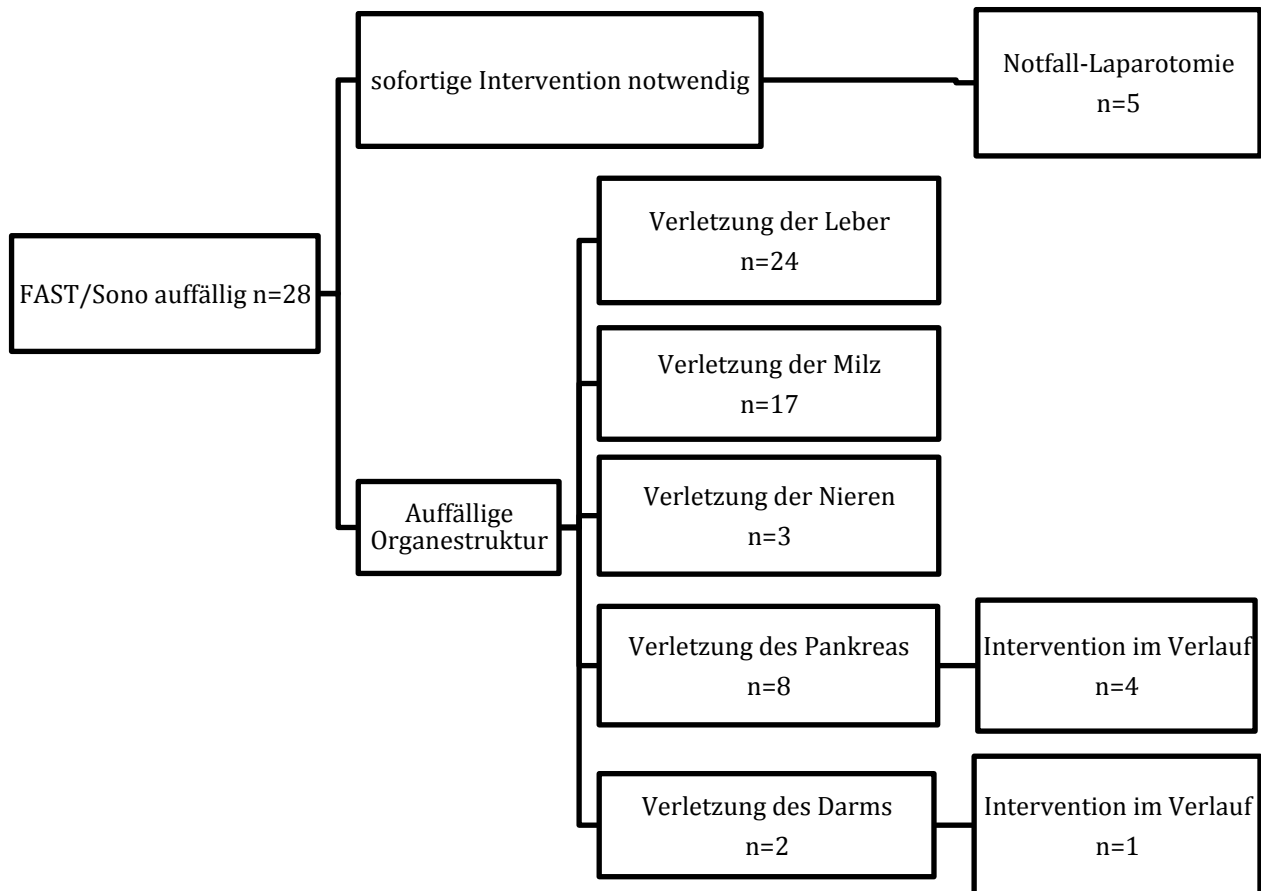 sofortige Intervention notwendig
Notfall-Laparotomie
n=5
FAST/Sono auffällig n=28
Auffällige
Organestruktur
Verletzung der Leber
n=24
Verletzung der Milz
n=17
Verletzung der Nieren
n=3
Verletzung des Pankreas
n=8
Intervention im Verlauf
n=4
Verletzung des Darms
n=2
Intervention im Verlauf
n=1